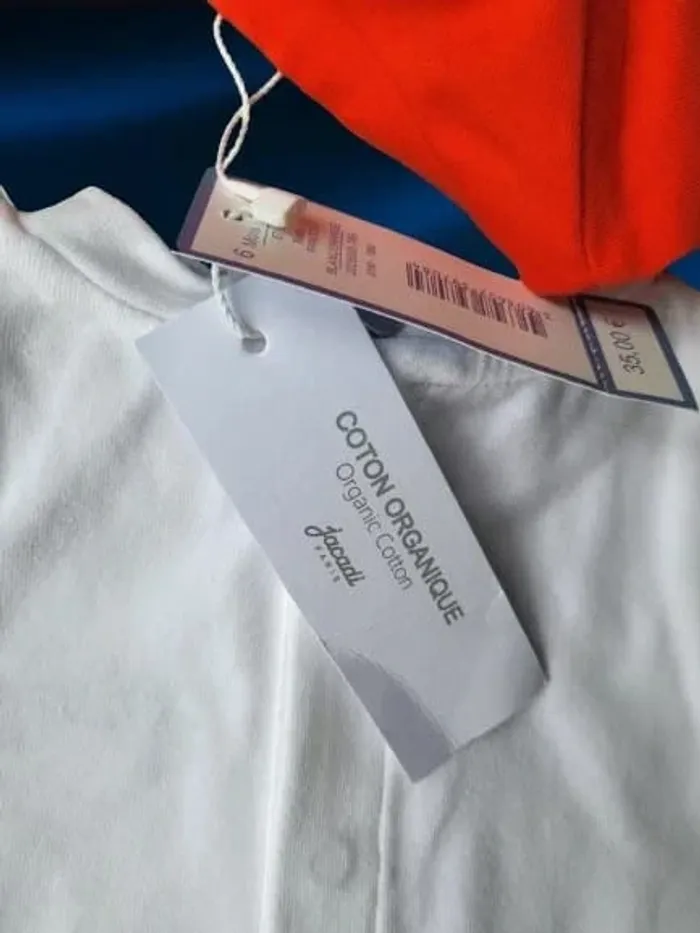 6 Mois
35,00 €
COTON ORGANIQUE
Organic Cotton
Jacadi
PARIS